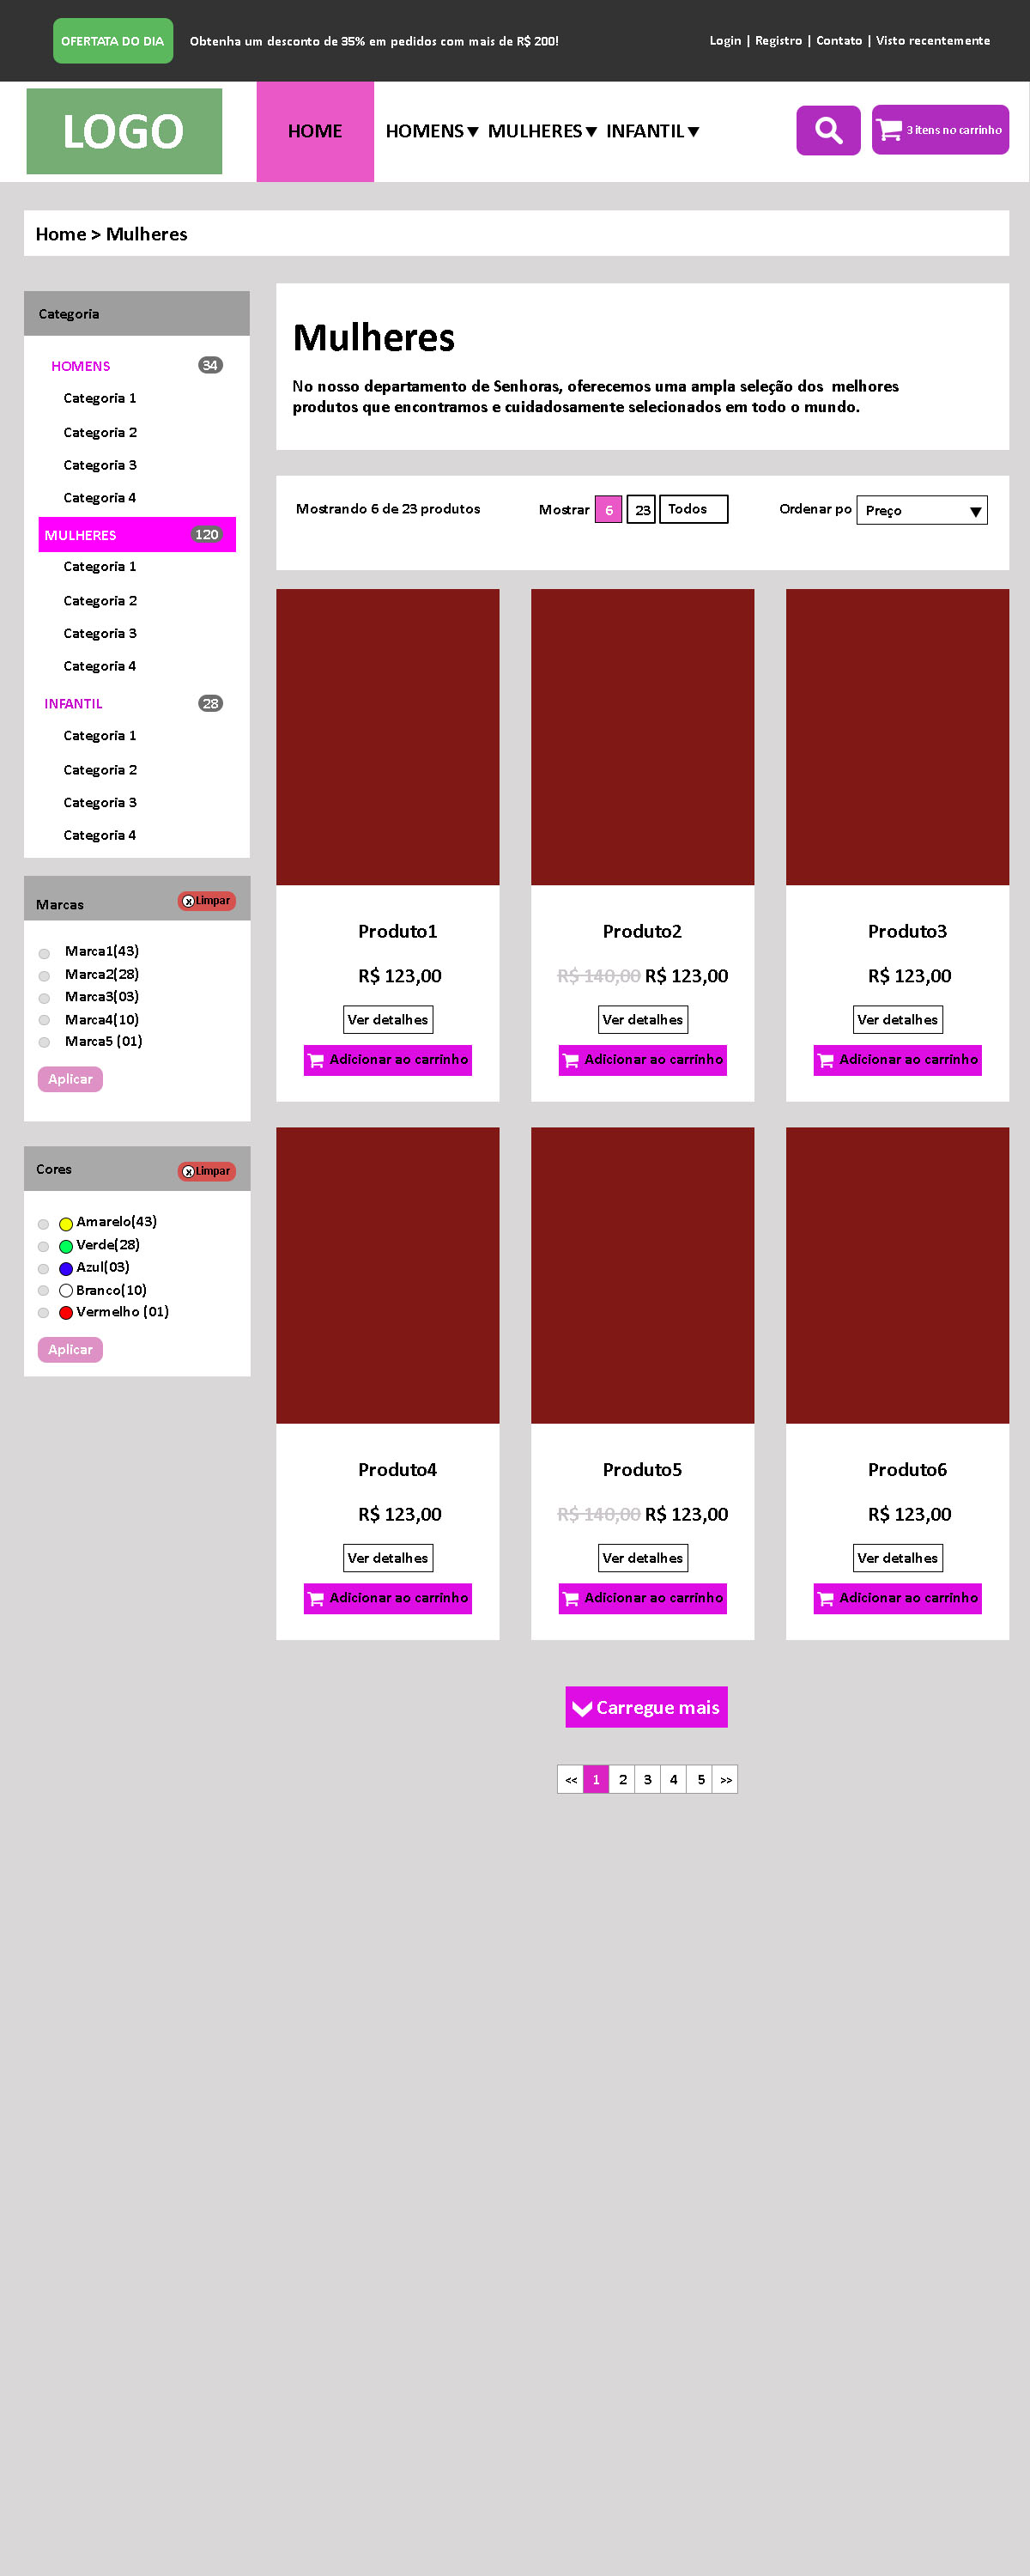 OFERTATA DO DIA
Obtenha um desconto de 35% em pedidos com mais de R$ 200!
Login | Registro | Contato | Visto recentemente
LOGO
HOME
HOMENS▼ MULHERES▼ INFANTIL▼
3 itens no carrinho
Home > Mulheres
Categoria
HOMENS 34
Categoria 1
Categoria 2
Categoria 3
Categoria 4
MULHERES 120
Categoria 1
Categoria 2
Categoria 3
Categoria 4
INFANTIL 28
Categoria 1
Categoria 2
Categoria 3
Categoria 4
Marcas
x Limpar
Marca1(43)
Marca2(28)
Marca3(03)
Marca4(10)
Marca5 (01)
Aplicar
Cores
x Limpar
Amarelo(43)
Verde(28)
Azul(03)
Branco(10)
Vermelho (01)
Aplicar
Mulheres
No nosso departamento de Senhoras, oferecemos uma ampla seleção dos  melhores
produtos que encontramos e cuidadosamente selecionados em todo o mundo.
Mostrando 6 de 23 produtos
Mostrar 6 23 Todos
Ordenar po Preço ▼
Produto1
R$ 123,00
Ver detalhes
Adicionar ao carrinho
Produto2
R$ 140,00 R$ 123,00
Ver detalhes
Adicionar ao carrinho
Produto3
R$ 123,00
Ver detalhes
Adicionar ao carrinho
Produto4
R$ 123,00
Ver detalhes
Adicionar ao carrinho
Produto5
R$ 140,00 R$ 123,00
Ver detalhes
Adicionar ao carrinho
Produto6
R$ 123,00
Ver detalhes
Adicionar ao carrinho
Carregue mais
<< 1 2 3 4 5 >>